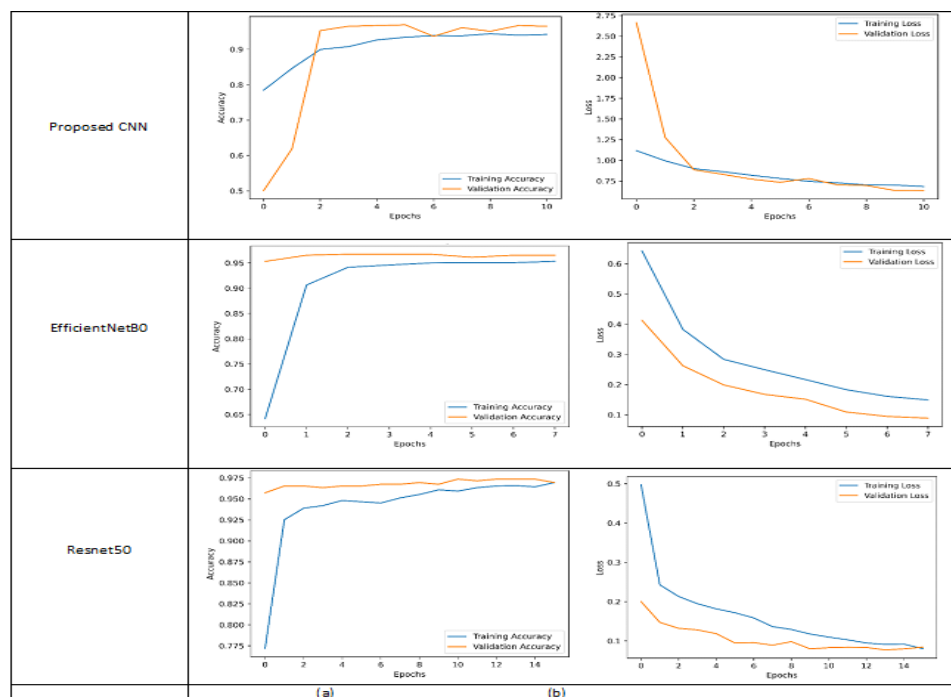 Proposed CNN
Accuracy
0.9
0.8
0.7
0.6
0.5
0 2 4 6 8 10
Epochs
Training Accuracy
Validation Accuracy
Loss
2.75
2.50
2.25
2.00
1.75
1.50
1.25
1.00
0.75
0 2 4 6 8 10
Epochs
Training Loss
Validation Loss
EfficientNetB0
Accuracy
0.95
0.90
0.85
0.80
0.75
0.70
0.65
0 1 2 3 4 5 6 7
Epochs
Training Accuracy
Validation Accuracy
Loss
0.6
0.5
0.4
0.3
0.2
0.1
0 1 2 3 4 5 6 7
Epochs
Training Loss
Validation Loss
Resnet50
Accuracy
0.975
0.950
0.925
0.900
0.875
0.850
0.825
0.800
0.775
0 2 4 6 8 10 12 14
Epochs
Training Accuracy
Validation Accuracy
Loss
0.5
0.4
0.3
0.2
0.1
0 2 4 6 8 10 12 14
Epochs
Training Loss
Validation Loss
(a) (b)